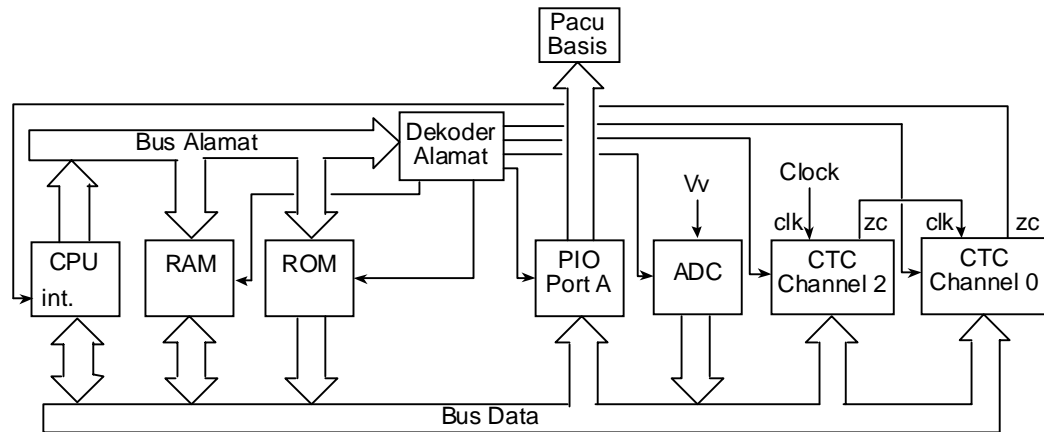 Pacu
Basis
Bus Alamat
Dekoder
Alamat
Vv
Clock
clk
zc
clk
zc
CPU
int.
RAM
ROM
PIO
Port A
ADC
CTC
Channel 2
CTC
Channel 0
Bus Data